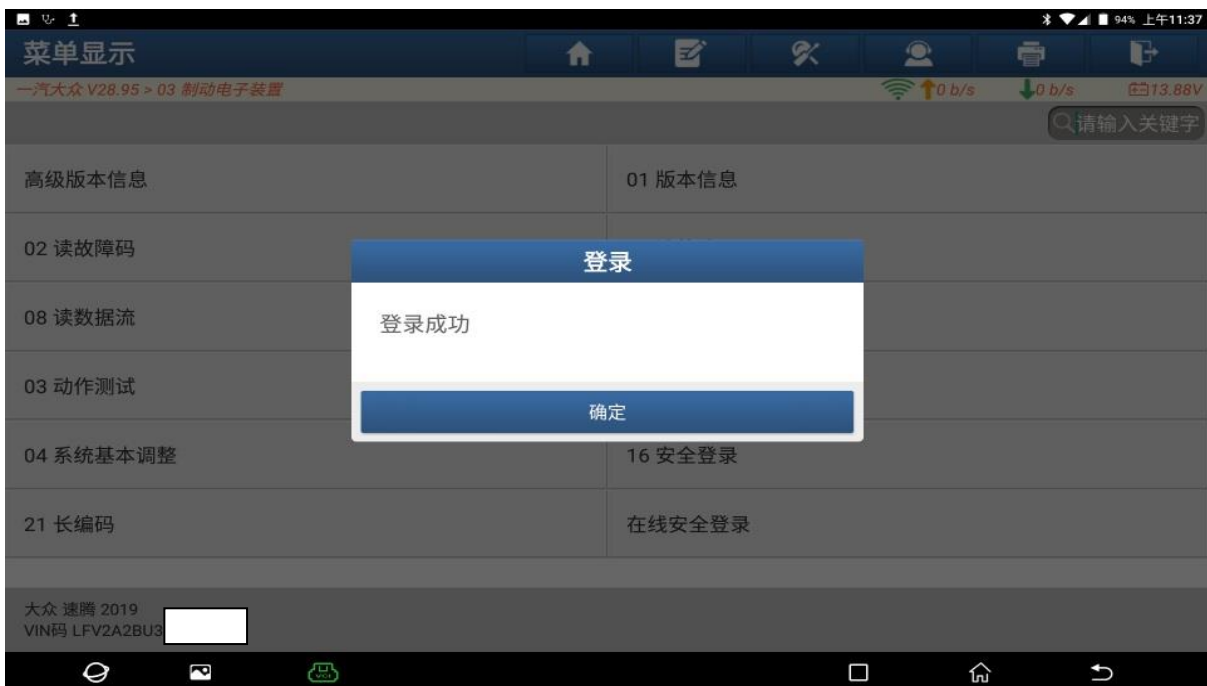 94% 上午11:37
菜单显示
一汽大众 V28.95 > 03 制动电子装置
0 b/s
0 b/s
13.88V
请输入关键字
高级版本信息
01 版本信息
02 读故障码
登录
08 读数据流
登录成功
03 动作测试
确定
04 系统基本调整
16 安全登录
21 长编码
在线安全登录
大众 速腾 2019
VIN码 LFV2A2BU3
VCI